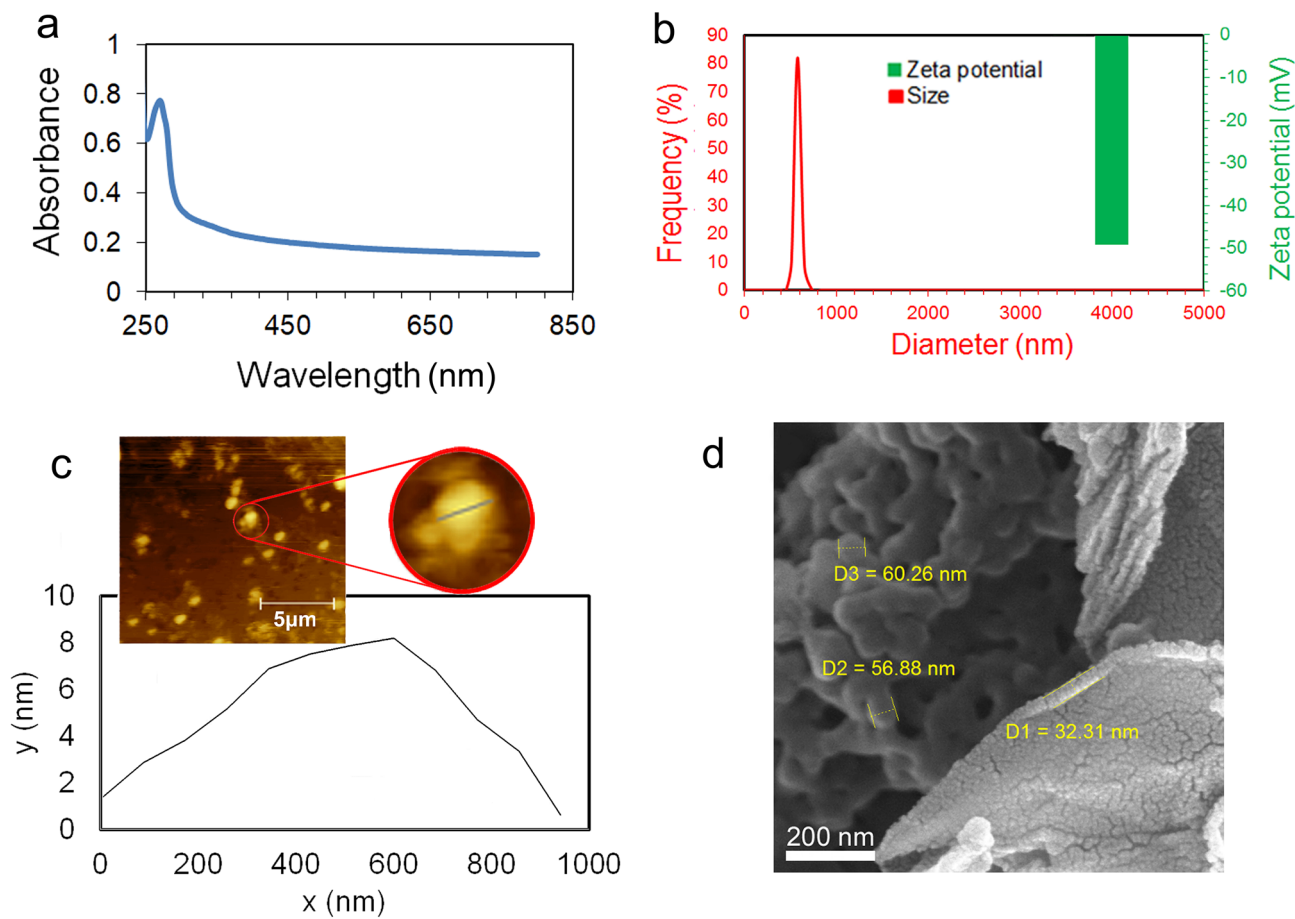 a
1
0.8
0.6
0.4
0.2
0
Absorbance
250 450 650 850
Wavelength (nm)
b
90
80
70
60
50
40
30
20
10
0
Frequency (%)
Zeta potential
Size
0
-10
-20
-30
-40
-50
-60
Zeta potential (mV)
0 1000 2000 3000 4000 5000
Diameter (nm)
c
5μm
10
8
6
4
2
0
y (nm)
0 200 400 600 800 1000
x (nm)
d
D3 = 60.26 nm
D2 = 56.88 nm
D1 = 32.31 nm
200 nm